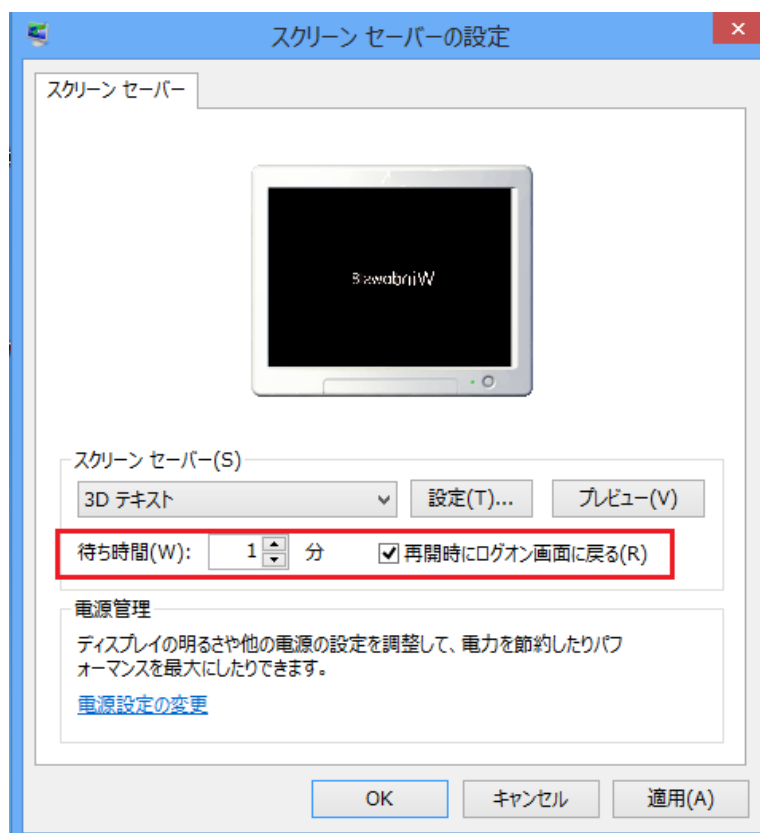 スクリーン セーバーの設定
スクリーン セーバー
Windows 8
スクリーン セーバー(S)
3D テキスト 設定(T)... プレビュー(V)
待ち時間(W): 1 分 再開時にログオン画面に戻る(R)
電源管理
ディスプレイの明るさや他の電源の設定を調整して、電力を節約したりパフ
ォーマンスを最大にしたりできます。
電源設定の変更
OK キャンセル 適用(A)